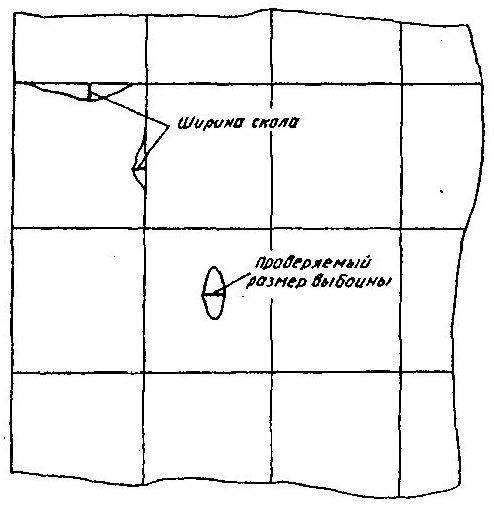 Ширина скола
Проверяемый
размер выбоины